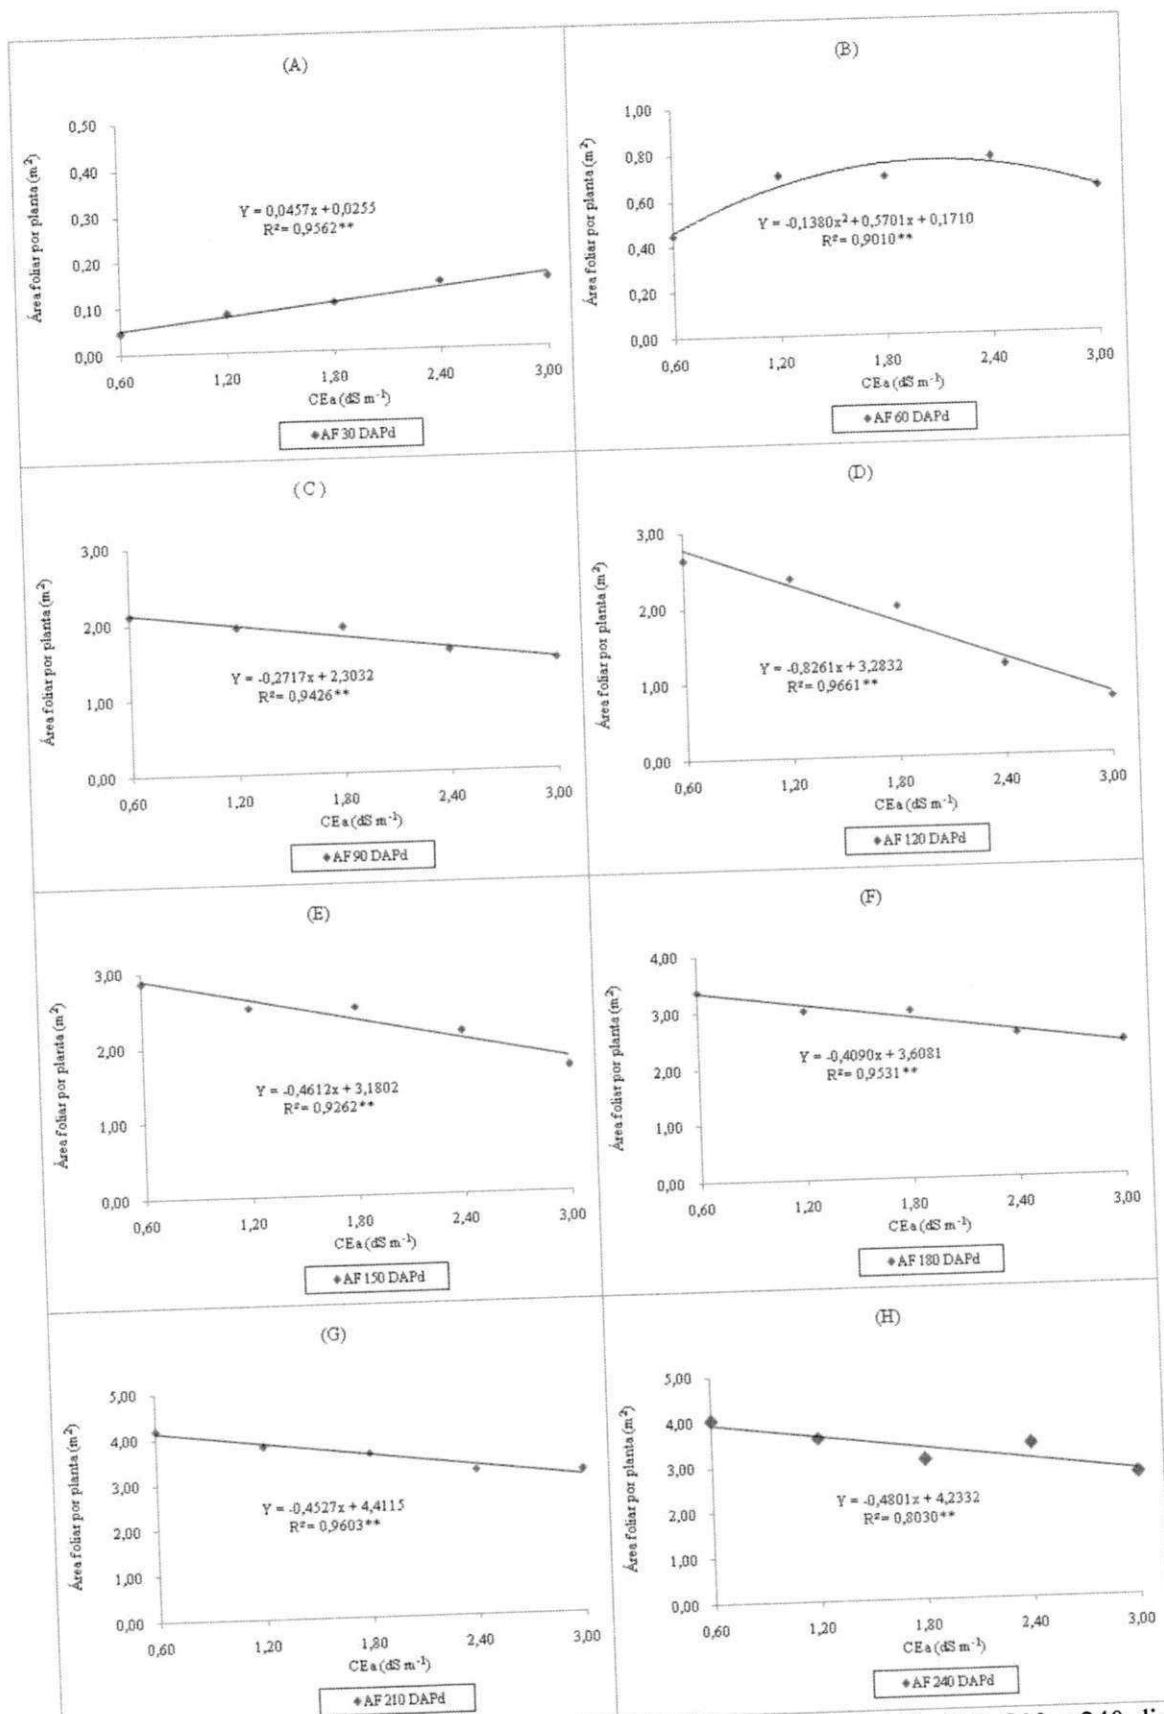 (A)
Área foliar por planta (m²)
0,50
0,40
0,30
0,20
0,10
0,00
Y = 0,0457x + 0,0255
R² = 0,9562**
0,60 1,20 1,80 2,40 3,00
CEa (dS m⁻¹)
AF 30 DAPd
(B)
Área foliar por planta (m²)
1,00
0,80
0,60
0,40
0,20
0,00
Y = -0,1380x² + 0,5701x + 0,1710
R² = 0,9010**
0,60 1,20 1,80 2,40 3,00
CEa (dS m⁻¹)
AF 60 DAPd
(C)
Área foliar por planta (m²)
3,00
2,00
1,00
0,00
Y = -0,2717x + 2,3032
R² = 0,9426**
0,60 1,20 1,80 2,40 3,00
CEa (dS m⁻¹)
AF 90 DAPd
(D)
Área foliar por planta (m²)
3,00
2,00
1,00
0,00
Y = -0,8261x + 3,2832
R² = 0,9661**
0,60 1,20 1,80 2,40 3,00
CEa (dS m⁻¹)
AF 120 DAPd
(E)
Área foliar por planta (m²)
3,00
2,00
1,00
0,00
Y = -0,4612x + 3,1802
R² = 0,9262**
0,60 1,20 1,80 2,40 3,00
CEa (dS m⁻¹)
AF 150 DAPd
(F)
Área foliar por planta (m²)
4,00
3,00
2,00
1,00
0,00
Y = -0,4090x + 3,6081
R² = 0,9531**
0,60 1,20 1,80 2,40 3,00
CEa (dS m⁻¹)
AF 180 DAPd
(G)
Área foliar por planta (m²)
5,00
4,00
3,00
2,00
1,00
0,00
Y = -0,4527x + 4,4115
R² = 0,9603**
0,60 1,20 1,80 2,40 3,00
CEa (dS m⁻¹)
AF 210 DAPd
(H)
Área foliar por planta (m²)
5,00
4,00
3,00
2,00
1,00
0,00
Y = -0,4801x + 4,2332
R² = 0,8030**
0,60 1,20 1,80 2,40 3,00
CEa (dS m⁻¹)
AF 240 DAPd
240